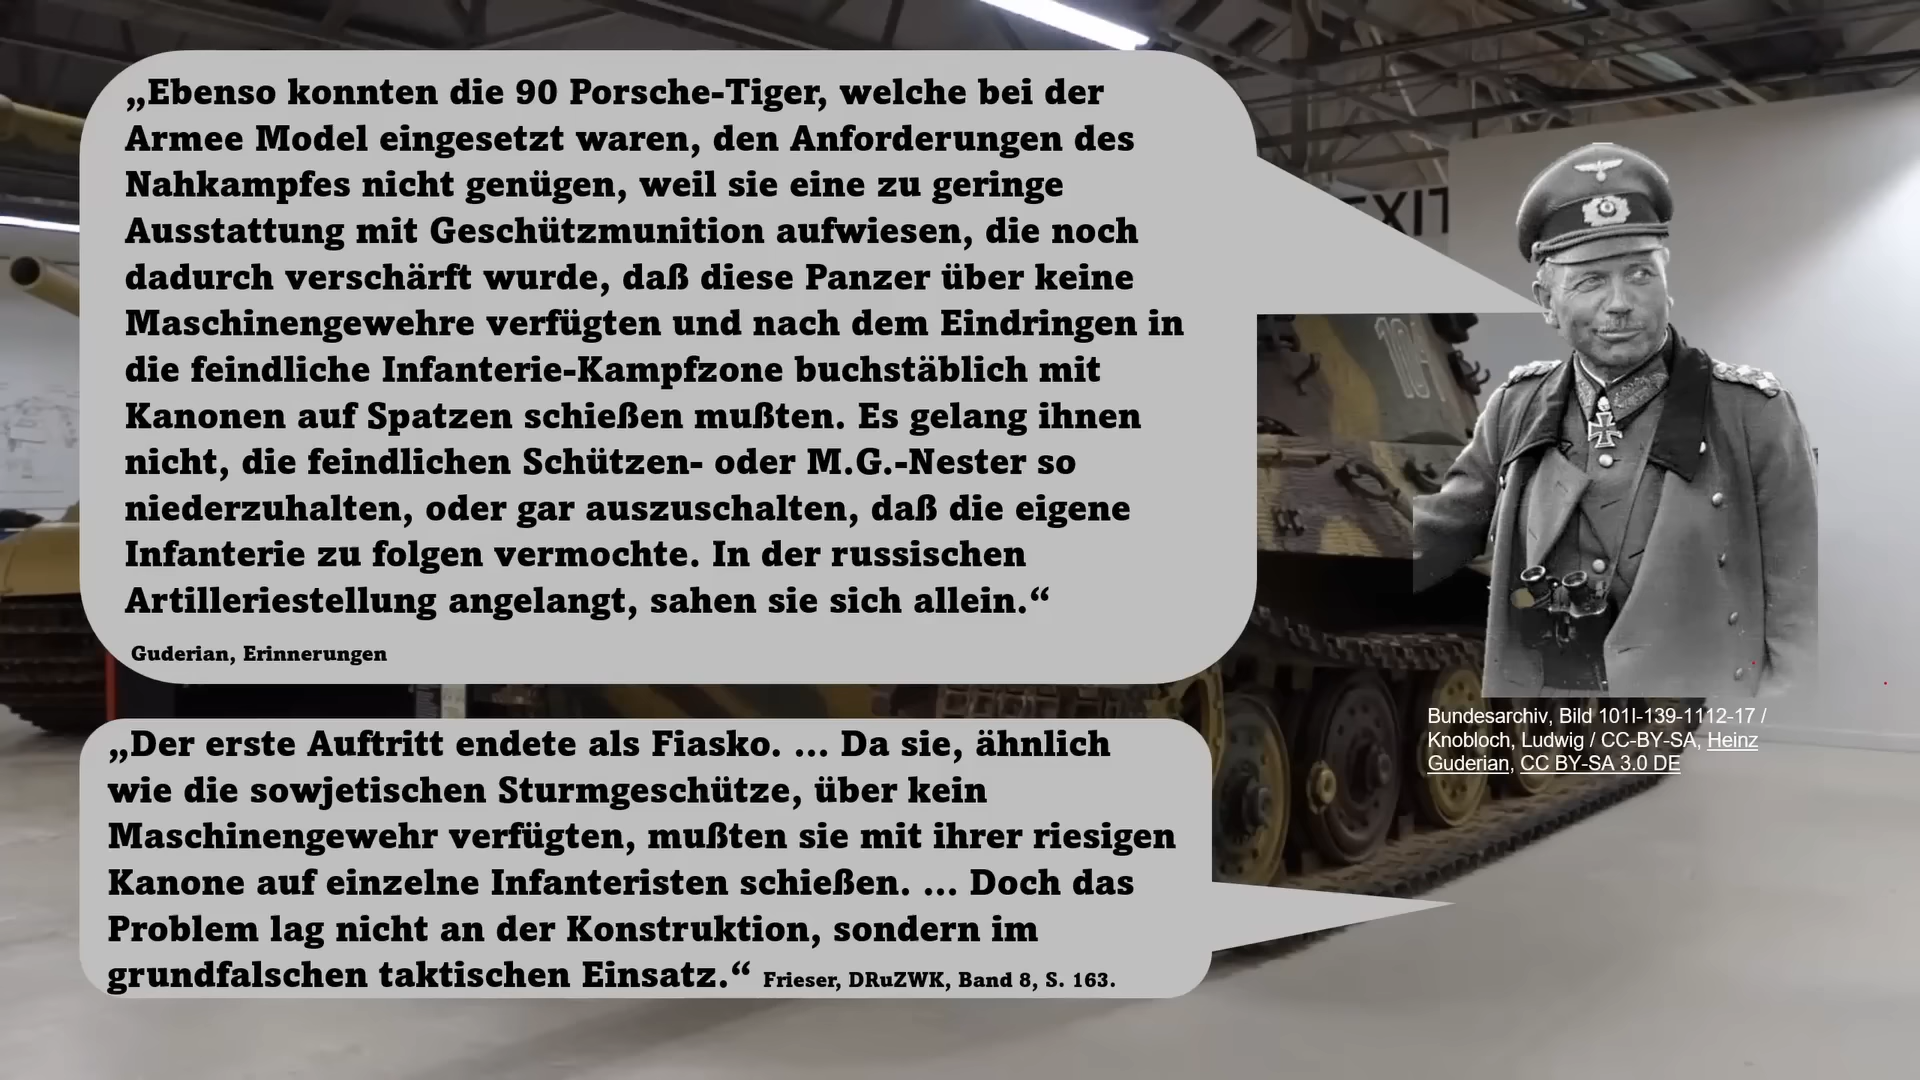 „Ebenso konnten die 90 Porsche-Tiger, welche bei der
Armee Model eingesetzt waren, den Anforderungen des
Nahkampfes nicht genügen, weil sie eine zu geringe
Ausstattung mit Geschützmunition aufwiesen, die noch
dadurch verschärft wurde, daß diese Panzer über keine
Maschinengewehre verfügten und nach dem Eindringen in
die feindliche Infanterie-Kampfzone buchstäblich mit
Kanonen auf Spatzen schießen mußten. Es gelang ihnen
nicht, die feindlichen Schützen- oder M.G.-Nester so
niederzuhalten, oder gar auszuschalten, daß die eigene
Infanterie zu folgen vermochte. In der russischen
Artilleriestellung angelangt, sahen sie sich allein.“
Guderian, Erinnerungen
EXIT
104
Bundesarchiv, Bild 101I-139-1112-17 /
Knobloch, Ludwig / CC-BY-SA, Heinz
Guderian, CC BY-SA 3.0 DE
„Der erste Auftritt endete als Fiasko. ... Da sie, ähnlich
wie die sowjetischen Sturmgeschütze, über kein
Maschinengewehr verfügten, mußten sie mit ihrer riesigen
Kanone auf einzelne Infanteristen schießen. ... Doch das
Problem lag nicht an der Konstruktion, sondern im
grundfalschen taktischen Einsatz.“ Frieser, DRuZWK, Band 8, S. 163.